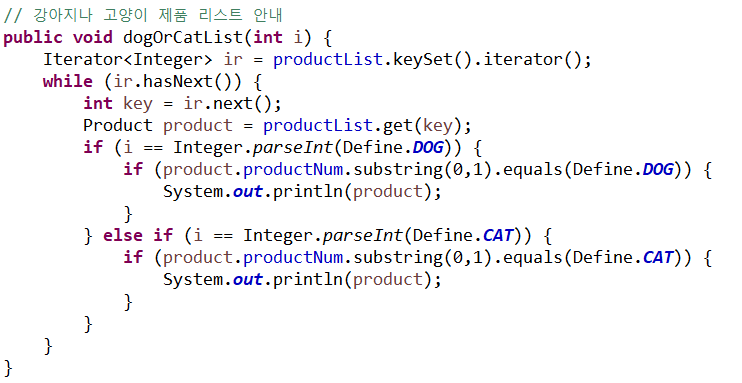 // 강아지나 고양이 제품 리스트 안내
public void dogOrCatList(int i) {
    Iterator<Integer> ir = productList.keySet().iterator();
    while (ir.hasNext()) {
        int key = ir.next();
        Product product = productList.get(key);
        if (i == Integer.parseInt(Define.DOG)) {
            if (product.productNum.substring(0,1).equals(Define.DOG)) {
                System.out.println(product);
            }
        } else if (i == Integer.parseInt(Define.CAT)) {
            if (product.productNum.substring(0,1).equals(Define.CAT)) {
                System.out.println(product);
            }
        }
    }
}